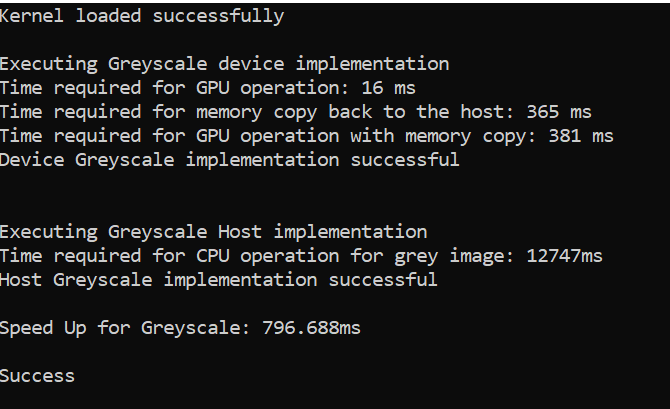 Kernel loaded successfully
Executing Greyscale device implementation
Time required for GPU operation: 16 ms
Time required for memory copy back to the host: 365 ms
Time required for GPU operation with memory copy: 381 ms
Device Greyscale implementation successful
Executing Greyscale Host implementation
Time required for CPU operation for grey image: 12747ms
Host Greyscale implementation successful
Speed Up for Greyscale: 796.688ms
Success